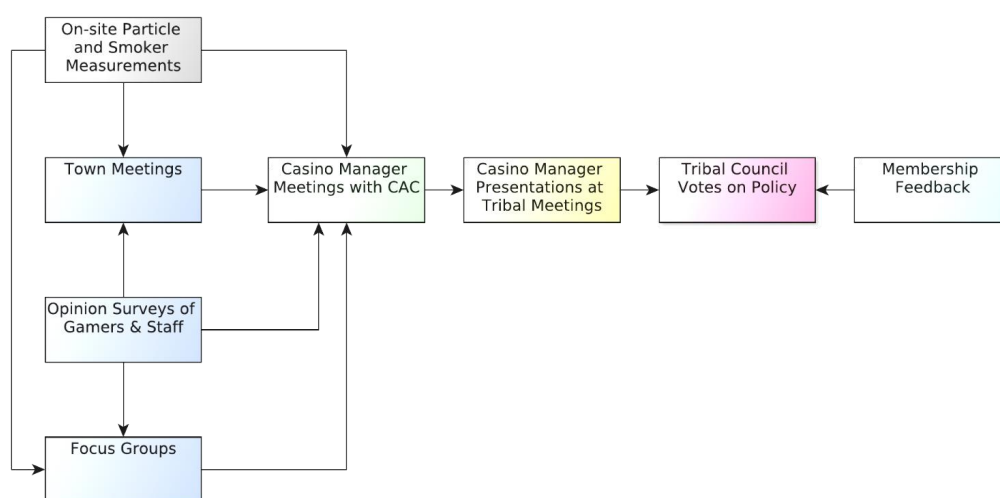 On-site Particle
and Smoker
Measurements
Town Meetings
Casino Manager
Meetings with CAC
Casino Manager
Presentations at
Tribal Meetings
Tribal Council
Votes on Policy
Membership
Feedback
Opinion Surveys of
Gamers & Staff
Focus Groups